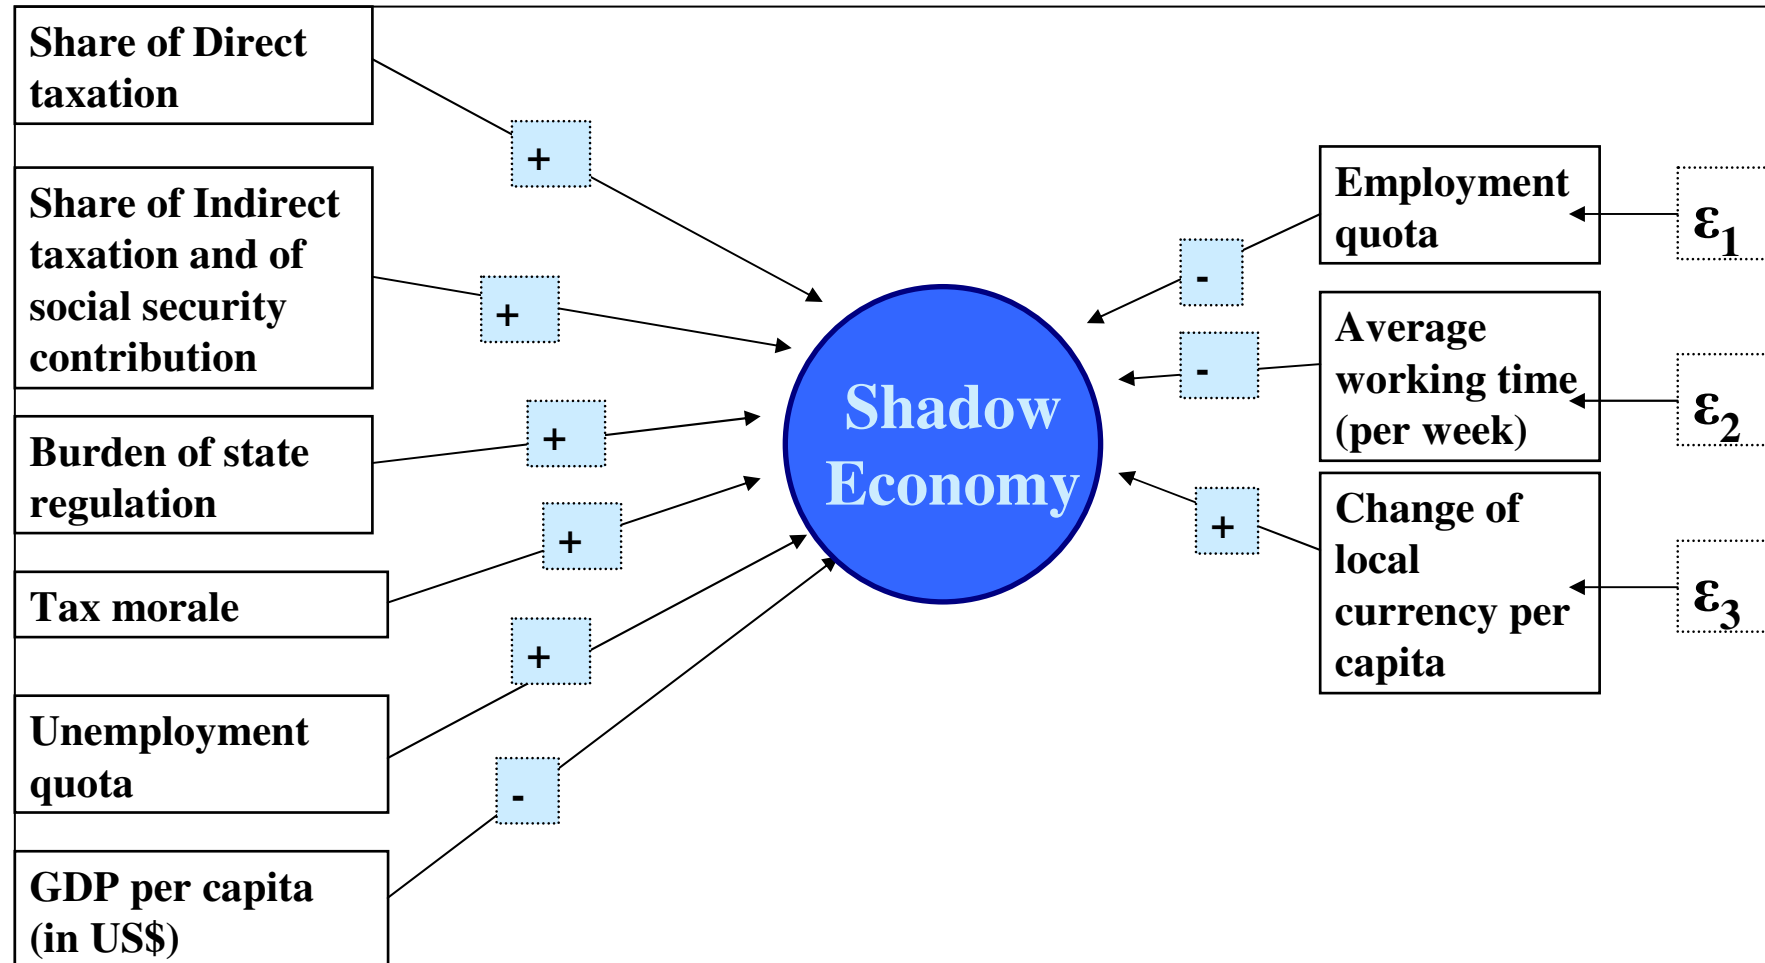 Share of Direct
taxation
+
Share of Indirect
taxation and of
social security
contribution
+
Burden of state
regulation
+
Tax morale
+
Unemployment
quota
+
GDP per capita
(in US$)
-
Shadow
Economy
Employment
quota
-
ε1
Average
working time
(per week)
-
ε2
Change of
local
currency per
capita
+
ε3